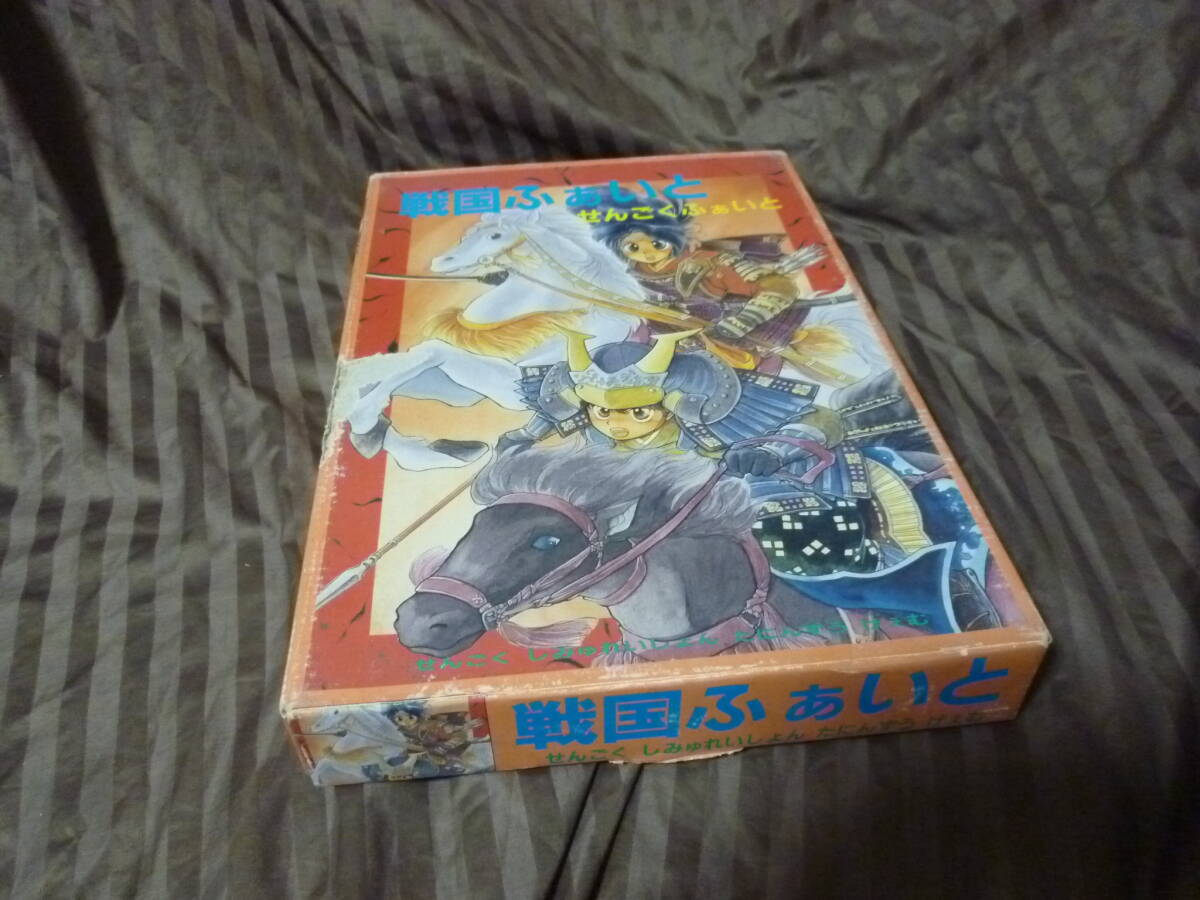 戦国ふぁいと
せんごくふぁいと
せんごく しみゅれいしょん たにんずう げぇむ
戦国ふぁいと
せんごく しみゅれいしょん たにんずう げぇむ